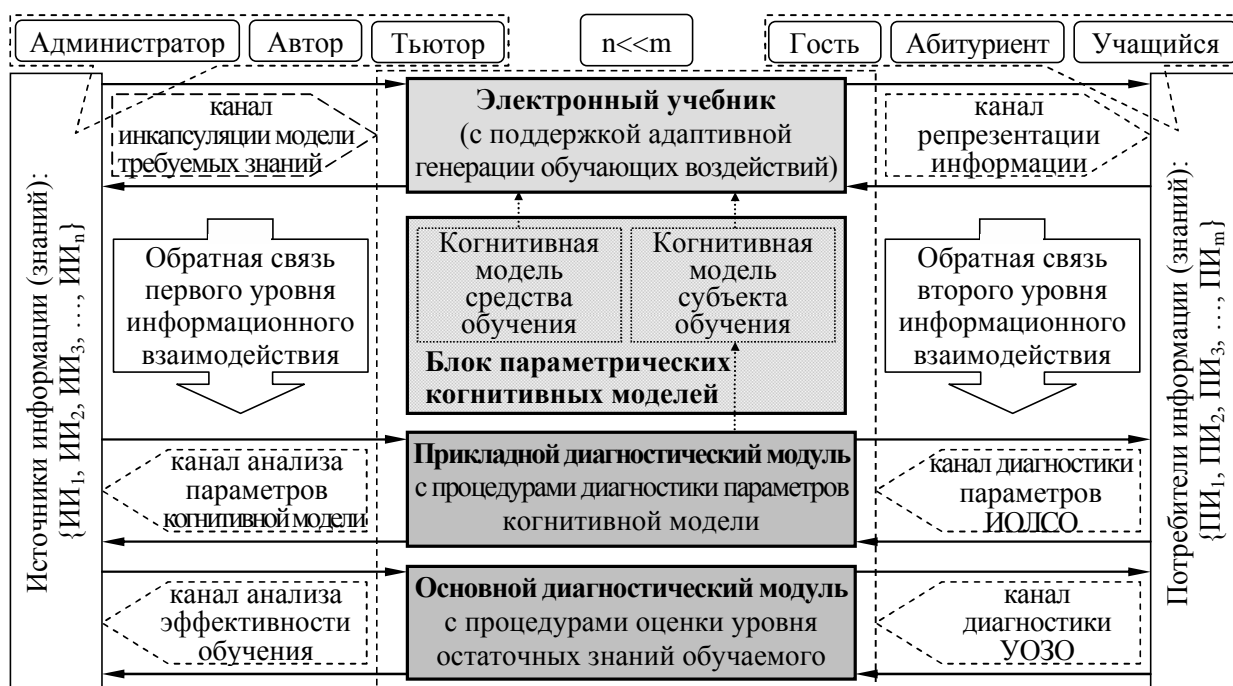 Администратор
Автор
Тьютор
n<<m
Гость
Абитуриент
Учащийся
Источники информации (знаний):
{ИИ1, ИИ2, ИИ3, …, ИИn}
канал
инкапсуляции модели
требуемых знаний
Электронный учебник
(с поддержкой адаптивной
генерации обучающих воздействий)
канал
репрезентации
информации
Потребители информации (знаний):
{ПИ1, ПИ2, ПИ3, …, ПИm}
Обратная связь
первого уровня
информационного
взаимодействия
Когнитивная
модель
средства
обучения
Когнитивная
модель
субъекта
обучения
Блок параметрических
когнитивных моделей
Обратная связь
второго уровня
информационного
взаимодействия
канал анализа
параметров
когнитивной модели
Прикладной диагностический модуль
с процедурами диагностики параметров
когнитивной модели
канал диагностики
параметров
ИОЛСО
канал анализа
эффективности
обучения
Основной диагностический модуль
с процедурами оценки уровня
остаточных знаний обучаемого
канал
диагностики
УОЗО